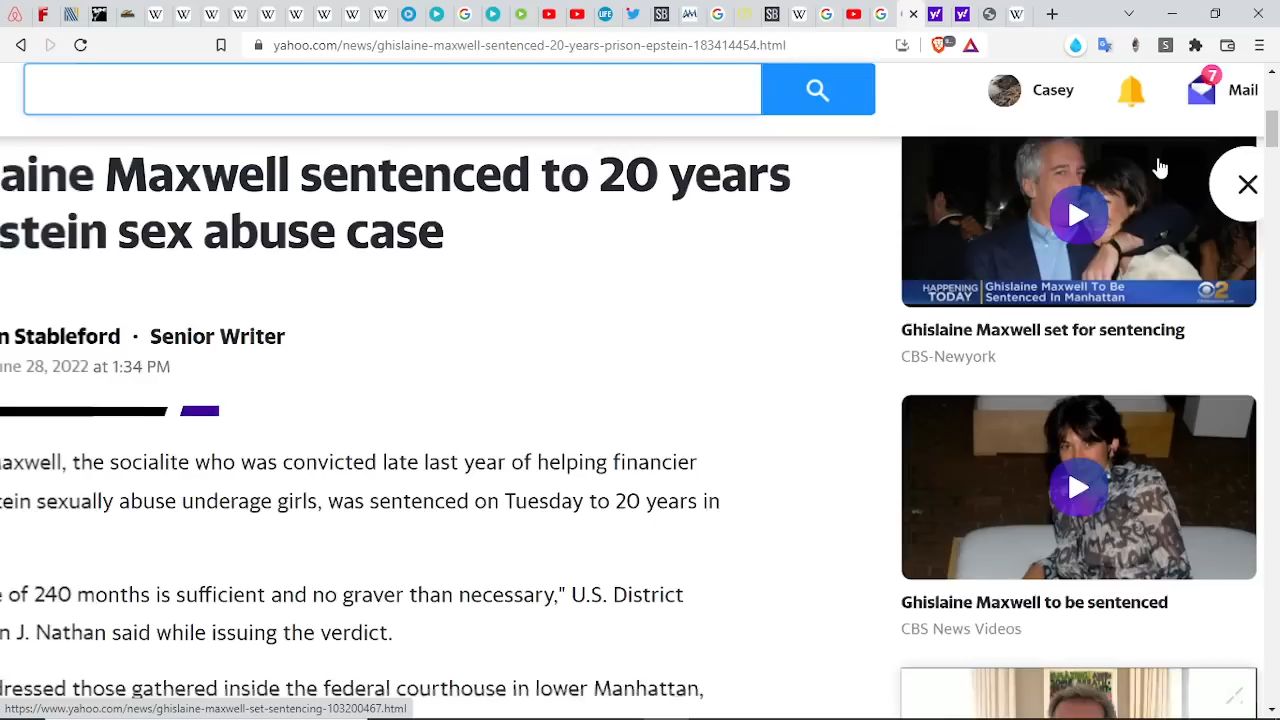 yahoo.com/news/ghislaine-maxwell-sentenced-20-years-prison-epstein-183414454.html
Casey
7
Mail
aine Maxwell sentenced to 20 years
stein sex abuse case
n Stableford · Senior Writer
une 28, 2022 at 1:34 PM
axwell, the socialite who was convicted late last year of helping financier
tein sexually abuse underage girls, was sentenced on Tuesday to 20 years in
e of 240 months is sufficient and no graver than necessary," U.S. District
n J. Nathan said while issuing the verdict.
dressed those gathered inside the federal courthouse in lower Manhattan,
HAPPENING TODAY
Ghislaine Maxwell To Be
Sentenced In Manhattan
2
Ghislaine Maxwell set for sentencing
CBS-Newyork
Ghislaine Maxwell to be sentenced
CBS News Videos
https://www.yahoo.com/news/ghislaine-maxwell-set-sentencing-103200467.html